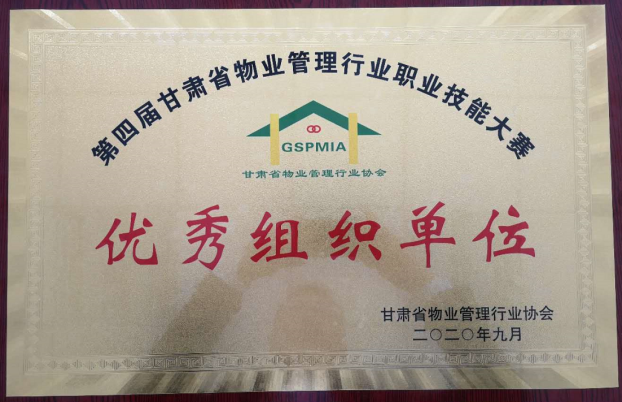 第四届甘肃省物业管理行业职业技能大赛
GSPMIA
甘肃省物业管理行业协会
优秀组织单位
甘肃省物业管理行业协会
二〇二〇年九月